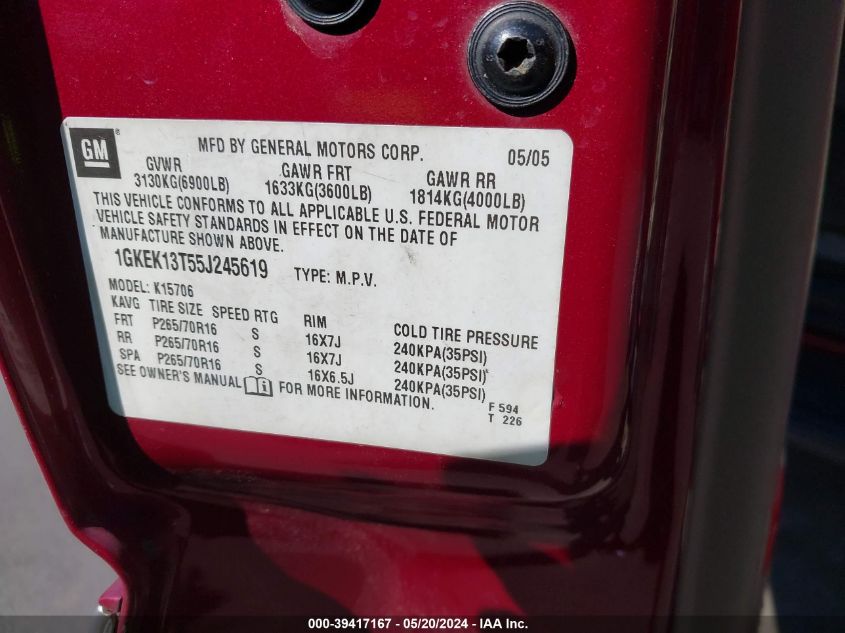 GM
MFD BY GENERAL MOTORS CORP. 05/05
GVWR GAWR FRT GAWR RR
3130KG(6900LB) 1633KG(3600LB) 1814KG(4000LB)
THIS VEHICLE CONFORMS TO ALL APPLICABLE U.S. FEDERAL MOTOR
VEHICLE SAFETY STANDARDS IN EFFECT ON THE DATE OF
MANUFACTURE SHOWN ABOVE.
1GKEK13T55J245619 TYPE: M.P.V.
MODEL: K15706
KAVG TIRE SIZE SPEED RTG RIM COLD TIRE PRESSURE
FRT P265/70R16 S 16X7J 240KPA(35PSI)
RR P265/70R16 S 16X7J 240KPA(35PSI)
SPA P265/70R16 S 16X6.5J 240KPA(35PSI)
SEE OWNER'S MANUAL FOR MORE INFORMATION.
F 594
T 226
000-39417167 - 05/20/2024 - IAA Inc.